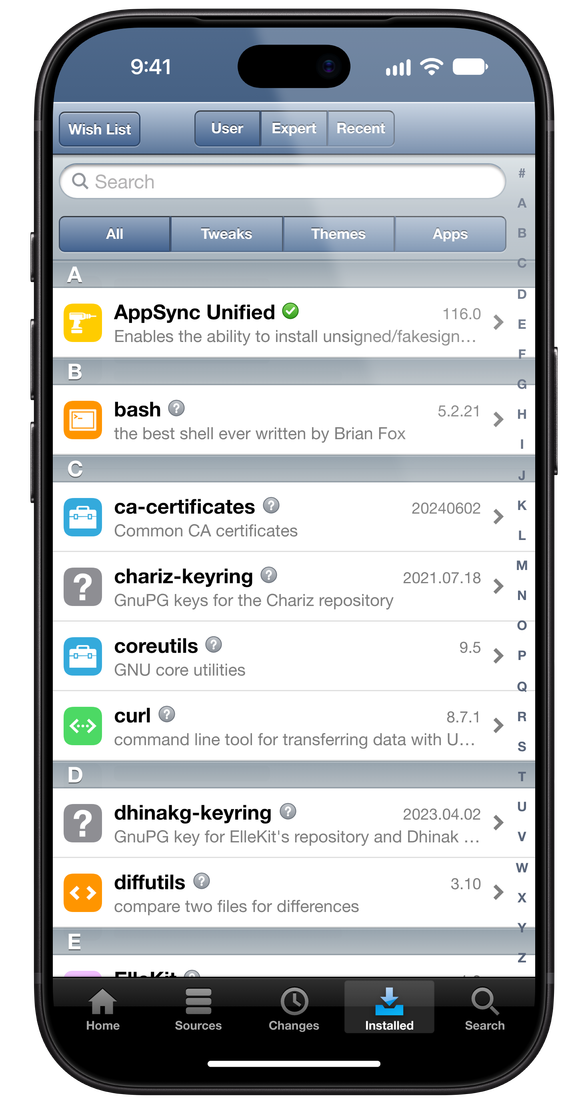 9:41
Wish List
User
Expert
Recent
Search
All
Tweaks
Themes
Apps
#
A
B
C
D
E
F
G
H
I
J
K
L
M
N
O
P
Q
R
S
T
U
V
W
X
Y
Z
A
AppSync Unified
116.0
Enables the ability to install unsigned/fakesign…
B
bash ?
5.2.21
the best shell ever written by Brian Fox
C
ca-certificates ?
20240602
Common CA certificates
?
chariz-keyring ?
2021.07.18
GnuPG keys for the Chariz repository
coreutils ?
9.5
GNU core utilities
curl ?
8.7.1
command line tool for transferring data with U…
D
?
dhinakg-keyring ?
2023.04.02
GnuPG key for ElleKit's repository and Dhinak …
diffutils ?
3.10
compare two files for differences
E
ElleKit
Home
Sources
Changes
Installed
Search